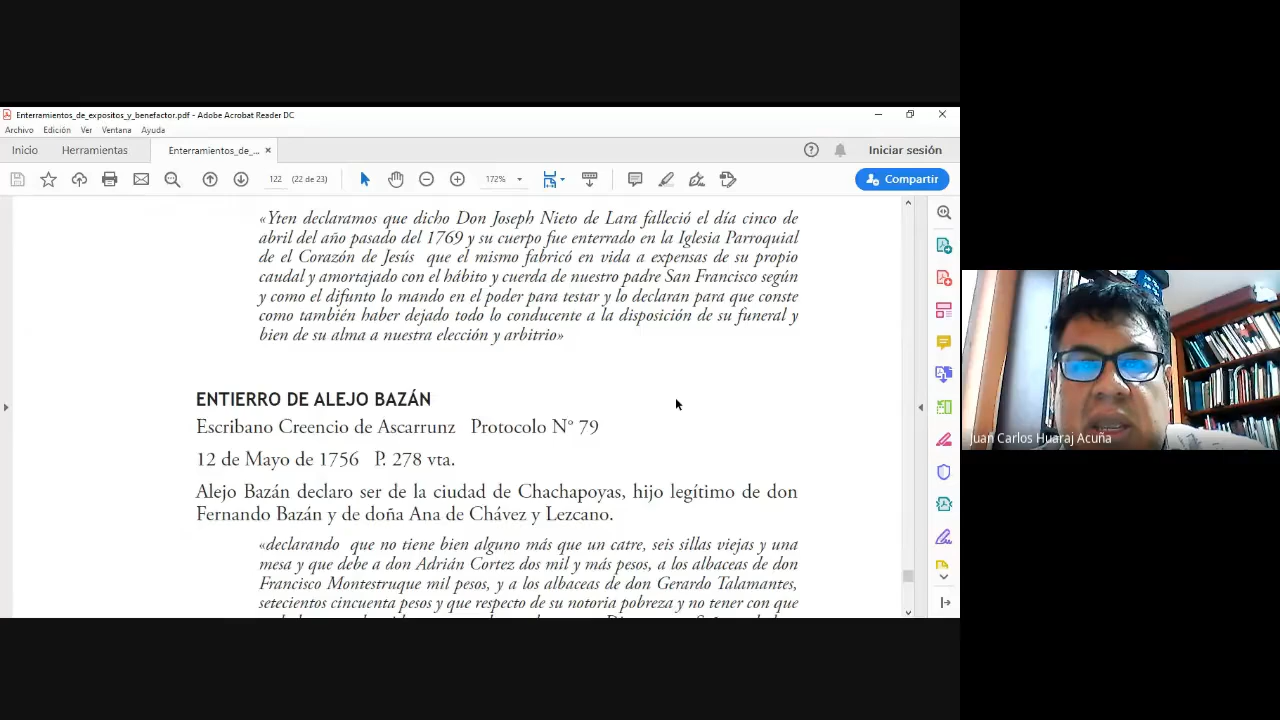 Enterramientos_de_expositos_y_benefactor.pdf - Adobe Acrobat Reader DC
Archivo Edición Ver Ventana Ayuda
Inicio Herramientas Enterramientos_de_... × Iniciar sesión
122 (22 de 23) 172% Compartir
«Yten declaramos que dicho Don Joseph Nieto de Lara falleció el día cinco de
abril del año pasado del 1769 y su cuerpo fue enterrado en la Iglesia Parroquial
de el Corazón de Jesús que el mismo fabricó en vida a expensas de su propio
caudal y amortajado con el hábito y cuerda de nuestro padre San Francisco según
y como el difunto lo mando en el poder para testar y lo declaran para que conste
como también haber dejado todo lo conducente a la disposición de su funeral y
bien de su alma a nuestra elección y arbitrio»
ENTIERRO DE ALEJO BAZÁN
Escribano Creencio de Ascarrunz Protocolo N° 79
12 de Mayo de 1756 P. 278 vta.
Alejo Bazán declaro ser de la ciudad de Chachapoyas, hijo legítimo de don
Fernando Bazán y de doña Ana de Chávez y Lezcano.
«declarando que no tiene bien alguno más que un catre, seis sillas viejas y una
mesa y que debe a don Adrián Cortez dos mil y más pesos, a los albaceas de don
Francisco Montestruque mil pesos, y a los albaceas de don Gerardo Talamantes,
setecientos cincuenta pesos y que respecto de su notoria pobreza y no tener con que
Juan Carlos Huaraj Acuña